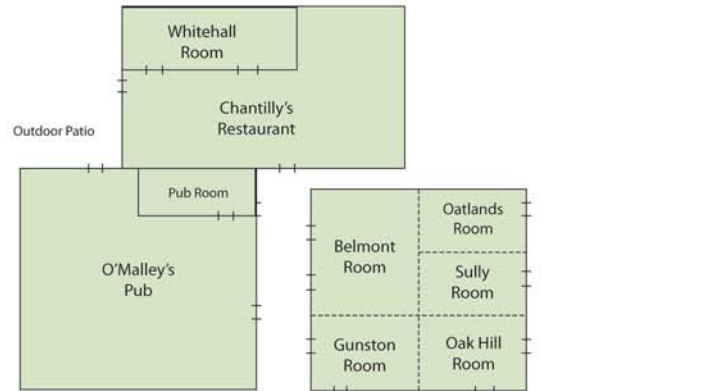 Whitehall
Room
Chantilly's
Restaurant
Outdoor Patio
Pub Room
O'Malley's
Pub
Belmont
Room
Oatlands
Room
Sully
Room
Gunston
Room
Oak Hill
Room